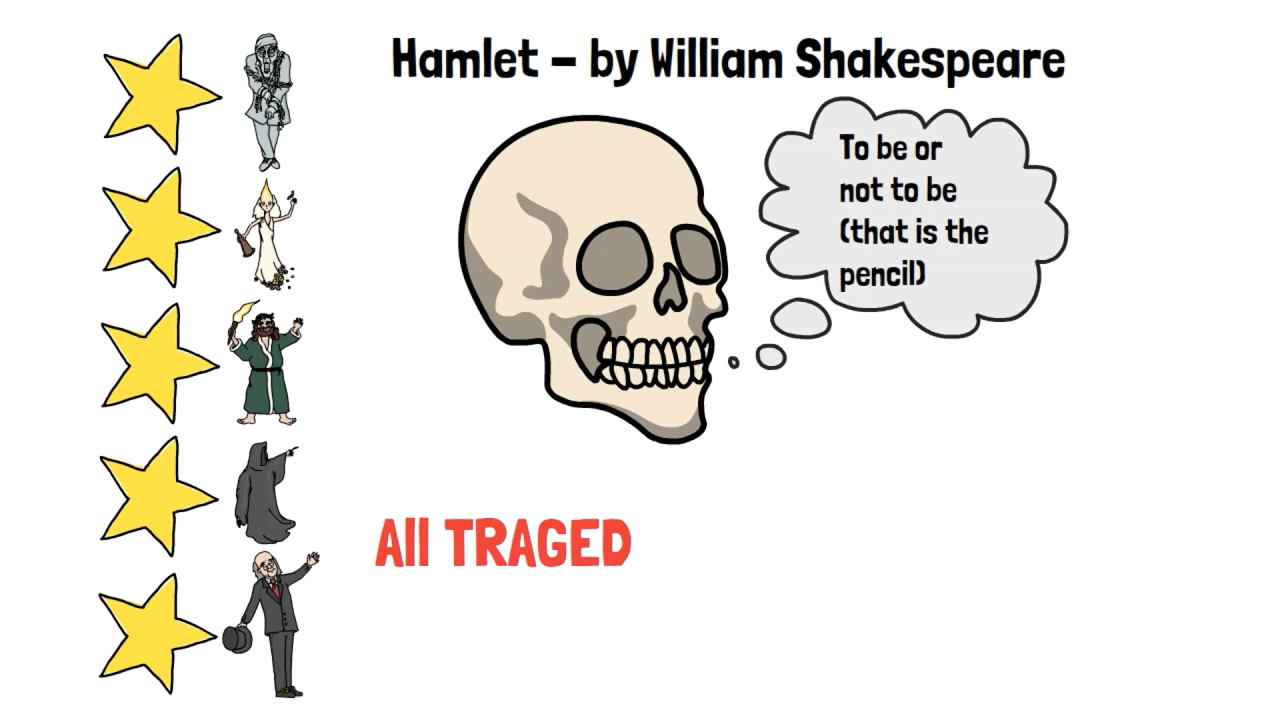 Hamlet – by William Shakespeare
To be or
not to be
(that is the
pencil)
All TRAGED